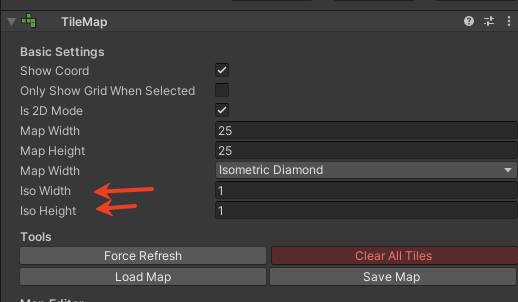 TileMap
Basic Settings
Show Coord
Only Show Grid When Selected
Is 2D Mode
Map Width 25
Map Height 25
Map Width Isometric Diamond
Iso Width 1
Iso Height 1
Tools
Force Refresh Clear All Tiles
Load Map Save Map
Map Editor